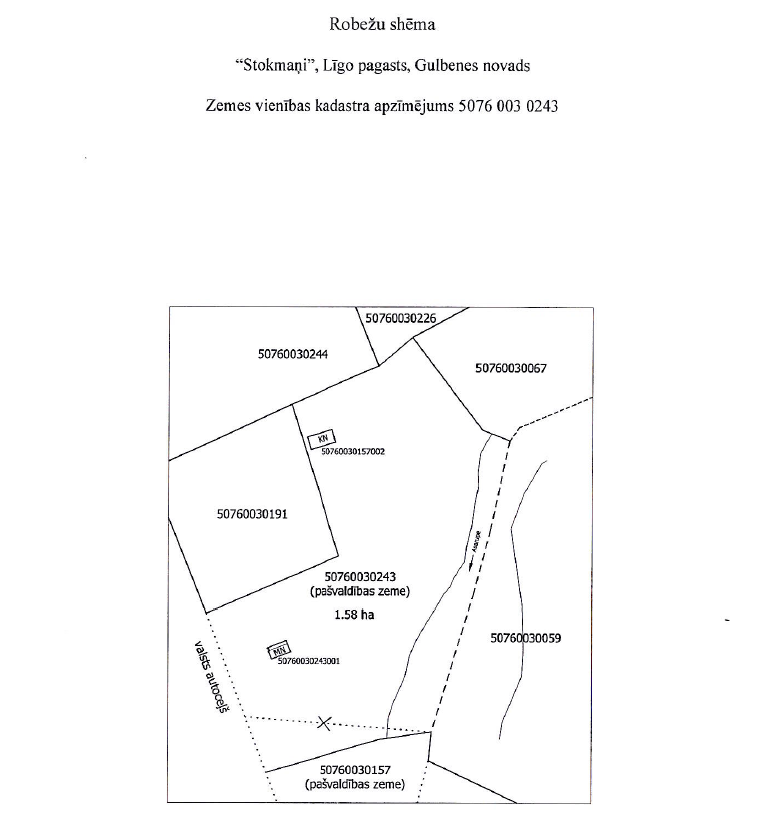 Robežu shēma
“Stokmaņi”, Līgo pagasts, Gulbenes novads
Zemes vienības kadastra apzīmējums 5076 003 0243
50760030226
50760030244
50760030067
KN
50760030157002
50760030191
50760030243
(pašvaldības zeme)
1.58 ha
50760030059
MN
50760030243001
valsts autoceļš
50760030157
(pašvaldības zeme)